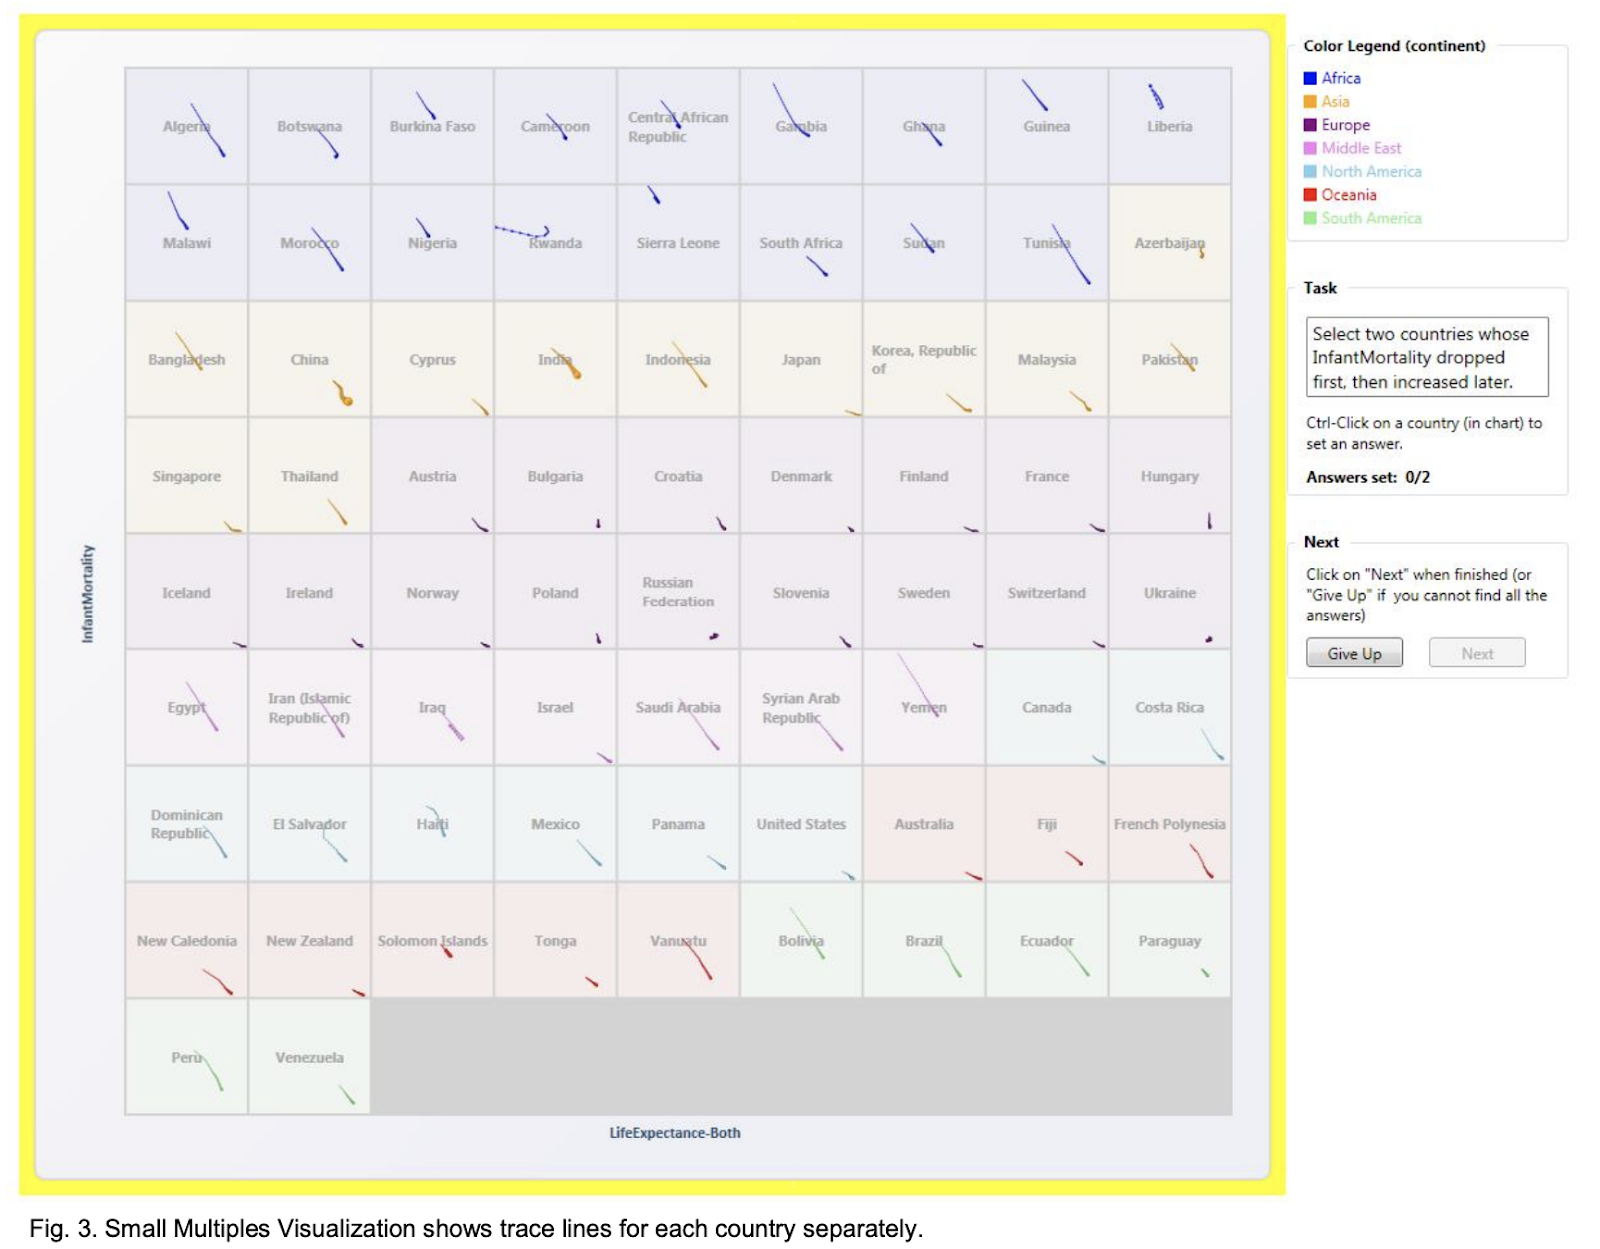 Algeria
Botswana
Burkina Faso
Cameroon
Central African
Republic
Gambia
Ghana
Guinea
Liberia
Malawi
Morocco
Nigeria
Rwanda
Sierra Leone
South Africa
Sudan
Tunisia
Azerbaijan
Bangladesh
China
Cyprus
India
Indonesia
Japan
Korea, Republic
of
Malaysia
Pakistan
Singapore
Thailand
Austria
Bulgaria
Croatia
Denmark
Finland
France
Hungary
Iceland
Ireland
Norway
Poland
Russian
Federation
Slovenia
Sweden
Switzerland
Ukraine
Egypt
Iran (Islamic
Republic of)
Iraq
Israel
Saudi Arabia
Syrian Arab
Republic
Yemen
Canada
Costa Rica
Dominican
Republic
El Salvador
Haiti
Mexico
Panama
United States
Australia
Fiji
French Polynesia
New Caledonia
New Zealand
Solomon Islands
Tonga
Vanuatu
Bolivia
Brazil
Ecuador
Paraguay
Peru
Venezuela
InfantMortality
LifeExpectance-Both
Color Legend (continent)
Africa
Asia
Europe
Middle East
North America
Oceania
South America
Task
Select two countries whose
InfantMortality dropped
first, then increased later.
Ctrl-Click on a country (in chart) to
set an answer.
Answers set: 0/2
Next
Click on "Next" when finished (or
"Give Up" if you cannot find all the
answers)
Give Up
Next
Fig. 3. Small Multiples Visualization shows trace lines for each country separately.